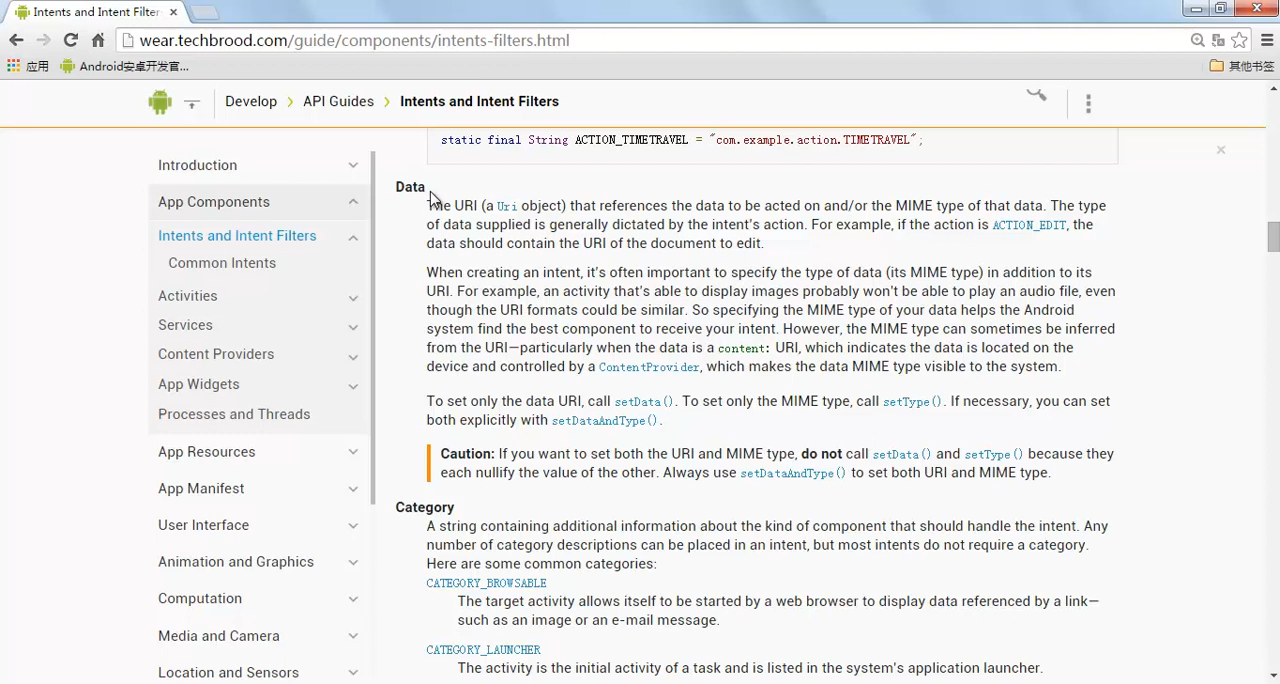 Intents and Intent Filter
wear.techbrood.com/guide/components/intents-filters.html
应用
Android安卓开发官...
其他书签
Develop
API Guides
Intents and Intent Filters
static final String ACTION_TIMETRAVEL = "com.example.action.TIMETRAVEL";
Introduction
App Components
Intents and Intent Filters
Common Intents
Activities
Services
Content Providers
App Widgets
Processes and Threads
App Resources
App Manifest
User Interface
Animation and Graphics
Computation
Media and Camera
Location and Sensors
Data
The URI (a Uri object) that references the data to be acted on and/or the MIME type of that data. The type
of data supplied is generally dictated by the intent's action. For example, if the action is ACTION_EDIT, the
data should contain the URI of the document to edit.
When creating an intent, it's often important to specify the type of data (its MIME type) in addition to its
URI. For example, an activity that's able to display images probably won't be able to play an audio file, even
though the URI formats could be similar. So specifying the MIME type of your data helps the Android
system find the best component to receive your intent. However, the MIME type can sometimes be inferred
from the URI—particularly when the data is a content: URI, which indicates the data is located on the
device and controlled by a ContentProvider, which makes the data MIME type visible to the system.
To set only the data URI, call setData(). To set only the MIME type, call setType(). If necessary, you can set
both explicitly with setDataAndType().
Caution: If you want to set both the URI and MIME type, do not call setData() and setType() because they
each nullify the value of the other. Always use setDataAndType() to set both URI and MIME type.
Category
A string containing additional information about the kind of component that should handle the intent. Any
number of category descriptions can be placed in an intent, but most intents do not require a category.
Here are some common categories:
CATEGORY_BROWSABLE
The target activity allows itself to be started by a web browser to display data referenced by a link—
such as an image or an e-mail message.
CATEGORY_LAUNCHER
The activity is the initial activity of a task and is listed in the system's application launcher.